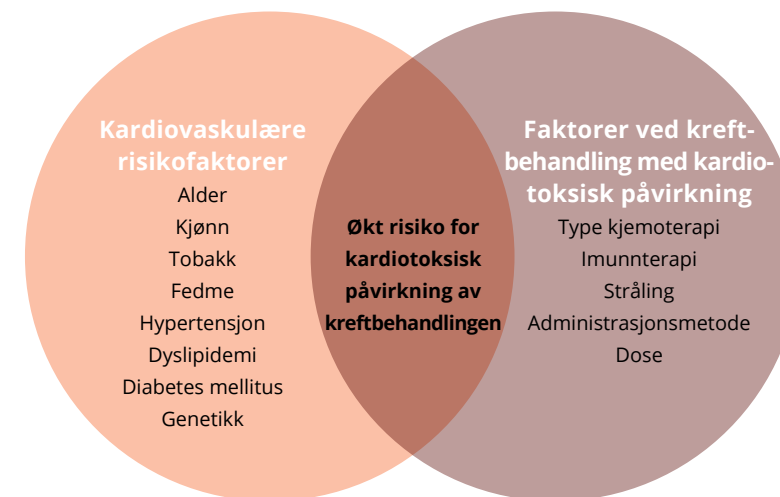 Kardiovaskulære
risikofaktorer
Alder
Kjønn
Tobakk
Fedme
Hypertensjon
Dyslipidemi
Diabetes mellitus
Genetikk
Økt risiko for
kardiotoksisk
påvirkning av
kreftbehandlingen
Faktorer ved kreft-
behandling med kardio-
toksisk påvirkning
Type kjemoterapi
Imunnterapi
Stråling
Administrasjonsmetode
Dose